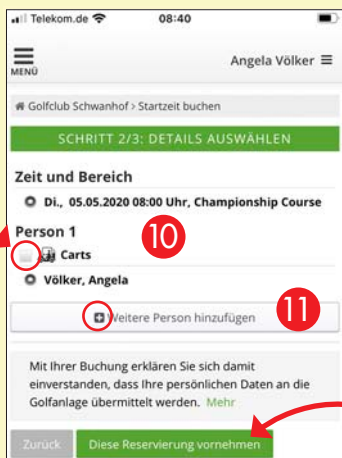 Telekom.de 08:40
MENÜ Angela Völker
Golfclub Schwanhof > Startzeit buchen
SCHRITT 2/3: DETAILS AUSWÄHLEN
Zeit und Bereich
Di., 05.05.2020 08:00 Uhr, Championship Course
Person 1
10
Carts
Völker, Angela
Weitere Person hinzufügen
11
Mit Ihrer Buchung erklären Sie sich damit
einverstanden, dass Ihre persönlichen Daten an die
Golfanlage übermittelt werden. Mehr
Zurück Diese Reservierung vornehmen